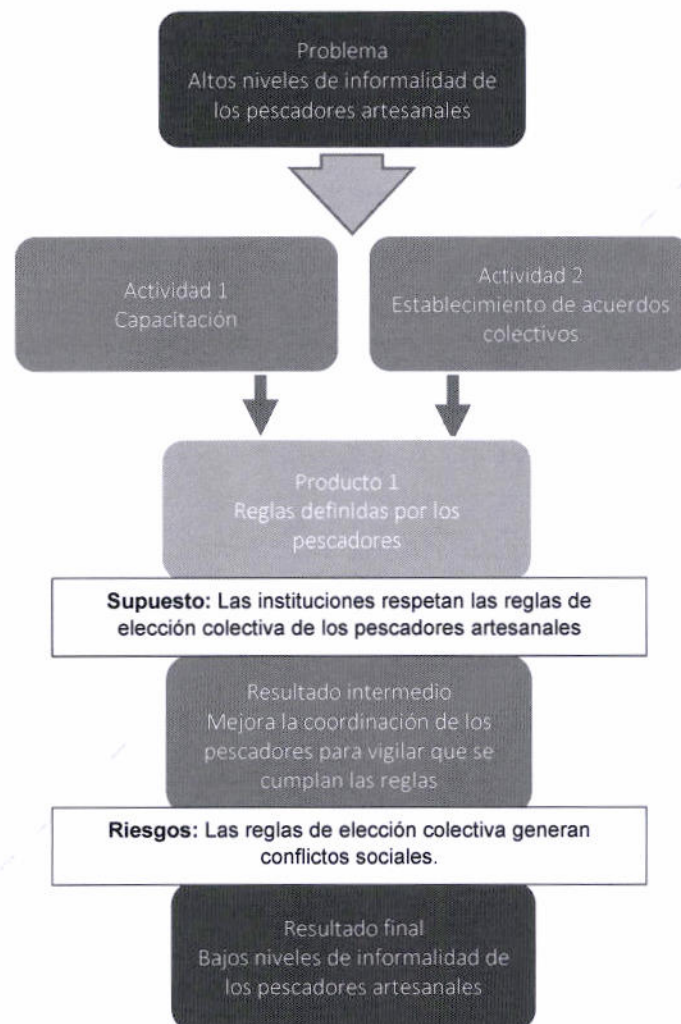 Problema
Altos niveles de informalidad de
los pescadores artesanales
Actividad 1
Capacitación
Actividad 2
Establecimiento de acuerdos
colectivos
Producto 1
Reglas definidas por los
pescadores
Supuesto: Las instituciones respetan las reglas de
elección colectiva de los pescadores artesanales
Resultado intermedio
Mejora la coordinación de los
pescadores para vigilar que se
cumplan las reglas
Riesgos: Las reglas de elección colectiva generan
conflictos sociales.
Resultado final
Bajos niveles de informalidad de
los pescadores artesanales